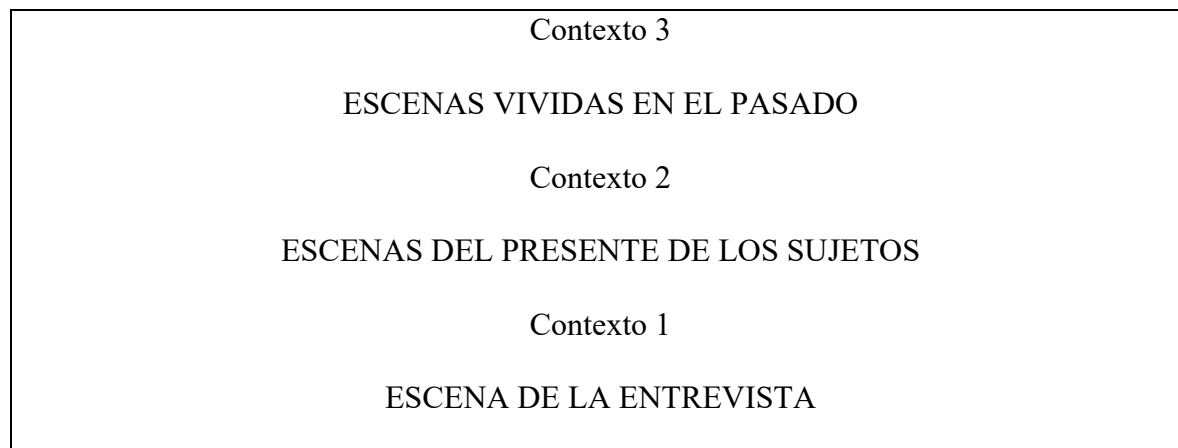 Contexto 3
ESCENAS VIVIDAS EN EL PASADO
Contexto 2
ESCENAS DEL PRESENTE DE LOS SUJETOS
Contexto 1
ESCENA DE LA ENTREVISTA